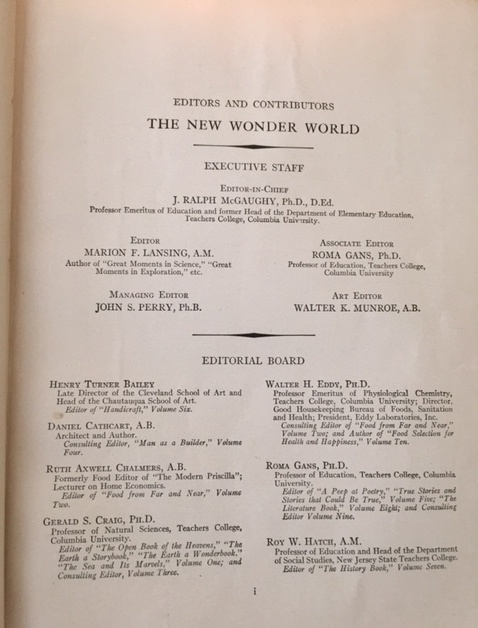 EDITORS AND CONTRIBUTORS
THE NEW WONDER WORLD
EXECUTIVE STAFF
Editor-in-Chief
J. RALPH McGAUGHY, Ph.D., D.Ed.
Professor Emeritus of Education and former Head of the Department of Elementary Education,
Teachers College, Columbia University.
Editor
MARION F. LANSING, A.M.
Author of "Great Moments in Science," "Great
Moments in Exploration," etc.
Associate Editor
ROMA GANS, Ph.D.
Professor of Education, Teachers College,
Columbia University
Managing Editor
JOHN S. PERRY, Ph.B.
Art Editor
WALTER K. MUNROE, A.B.
EDITORIAL BOARD
Henry Turner Bailey
Late Director of the Cleveland School of Art and
Head of the Chautauqua School of Art.
Editor of "Handicraft," Volume Six.
Daniel Cathcart, A.B.
Architect and Author.
Consulting Editor, "Man as a Builder," Volume
Four.
Ruth Axwell Chalmers, A.B.
Formerly Food Editor of "The Modern Priscilla";
Lecturer on Home Economics.
Editor of "Food from Far and Near," Volume
Two.
Gerald S. Craig, Ph.D.
Professor of Natural Sciences, Teachers College,
Columbia University.
Editor of "The Open Book of the Heavens," "The
Earth a Storybook," "The Earth a Wonderbook,"
"The Sea and Its Marvels," Volume One; and
Consulting Editor, Volume Three.
Walter H. Eddy, Ph.D.
Professor Emeritus of Physiological Chemistry,
Teachers College, Columbia University; Director,
Good Housekeeping Bureau of Foods, Sanitation
and Health; President, Eddy Laboratories, Inc.
Consulting Editor of "Food from Far and Near,"
Volume Two; and Author of "Food Selection for
Health and Happiness," Volume Ten.
Roma Gans, Ph.D.
Professor of Education, Teachers College, Columbia
University.
Editor of "A Peep at Poetry," "True Stories and
Stories that Could Be True," Volume Five; "The
Literature Book," Volume Eight; and Consulting
Editor Volume Nine.
Roy W. Hatch, A.M.
Professor of Education and Head of the Department
of Social Studies, New Jersey State Teachers College.
Editor of "The History Book," Volume Seven.
i